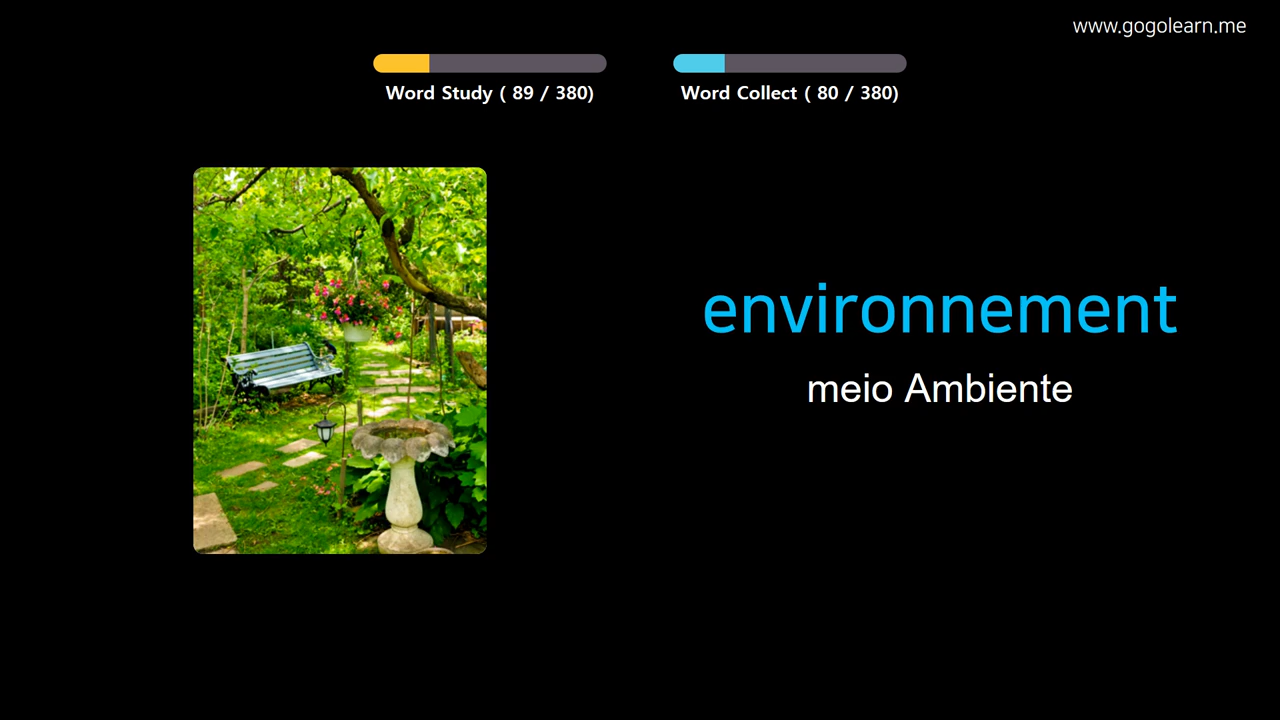 www.gogolearn.me
Word Study ( 89 / 380)
Word Collect ( 80 / 380)
environnement
meio Ambiente